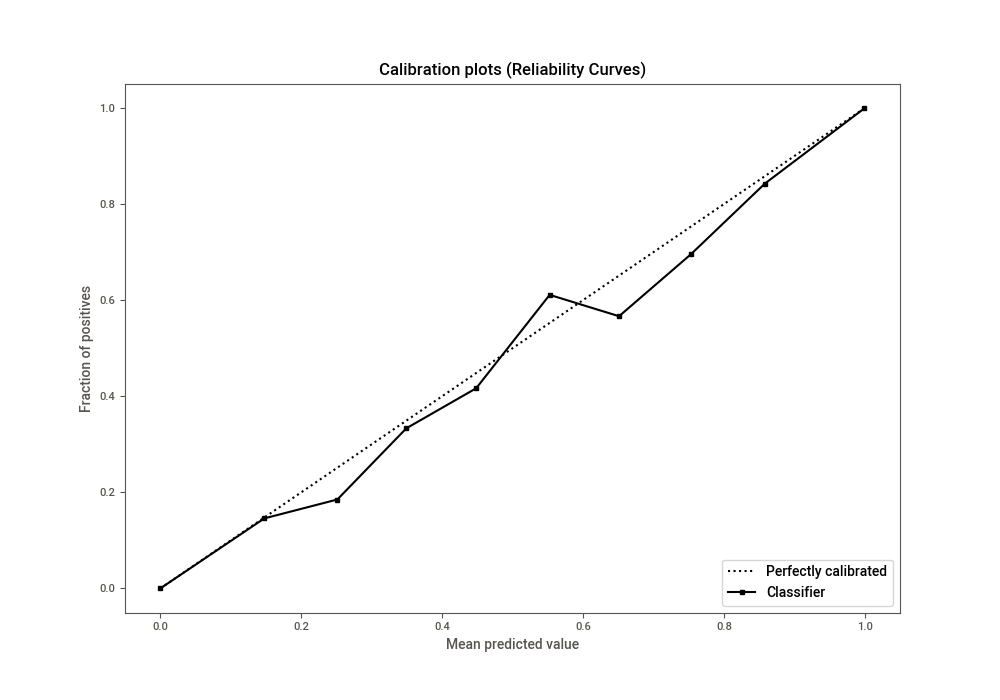 Calibration plots (Reliability Curves)
Fraction of positives
1.0
0.8
0.6
0.4
0.2
0.0
0.0 0.2 0.4 0.6 0.8 1.0
Mean predicted value
Perfectly calibrated
Classifier